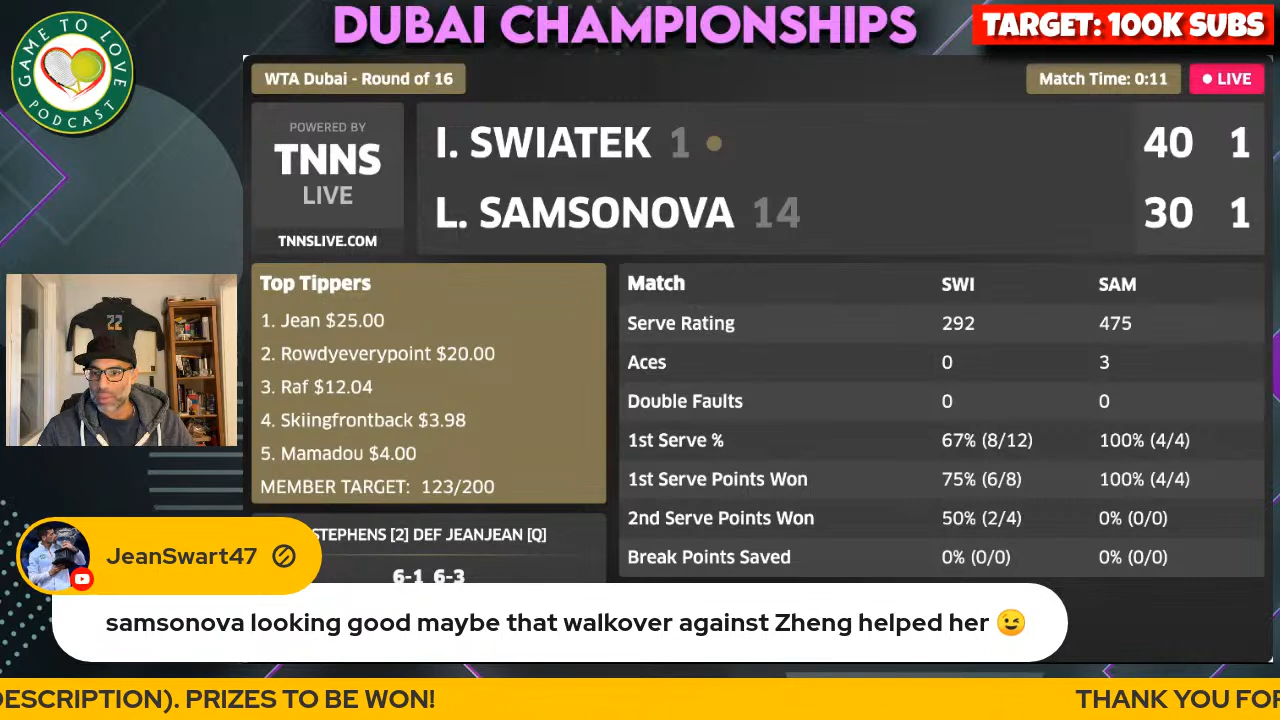 DUBAI CHAMPIONSHIPS
TARGET: 100K SUBS
GAME TO LOVE
PODCAST
WTA Dubai - Round of 16
Match Time: 0:11
LIVE
POWERED BY
TNNS
LIVE
TNNSLIVE.COM
I. SWIATEK 1 40 1
L. SAMSONOVA 14 30 1
22
Top Tippers
1. Jean $25.00
2. Rowdyeverypoint $20.00
3. Raf $12.04
4. Skiingfrontback $3.98
5. Mamadou $4.00
MEMBER TARGET: 123/200
Match SWI SAM
Serve Rating 292 475
Aces 0 3
Double Faults 0 0
1st Serve % 67% (8/12) 100% (4/4)
1st Serve Points Won 75% (6/8) 100% (4/4)
2nd Serve Points Won 50% (2/4) 0% (0/0)
Break Points Saved 0% (0/0) 0% (0/0)
STEPHENS [2] DEF JEANJEAN [Q]
6-1 6-3
JeanSwart47
samsonova looking good maybe that walkover against Zheng helped her 😉
DESCRIPTION). PRIZES TO BE WON!
THANK YOU FOR